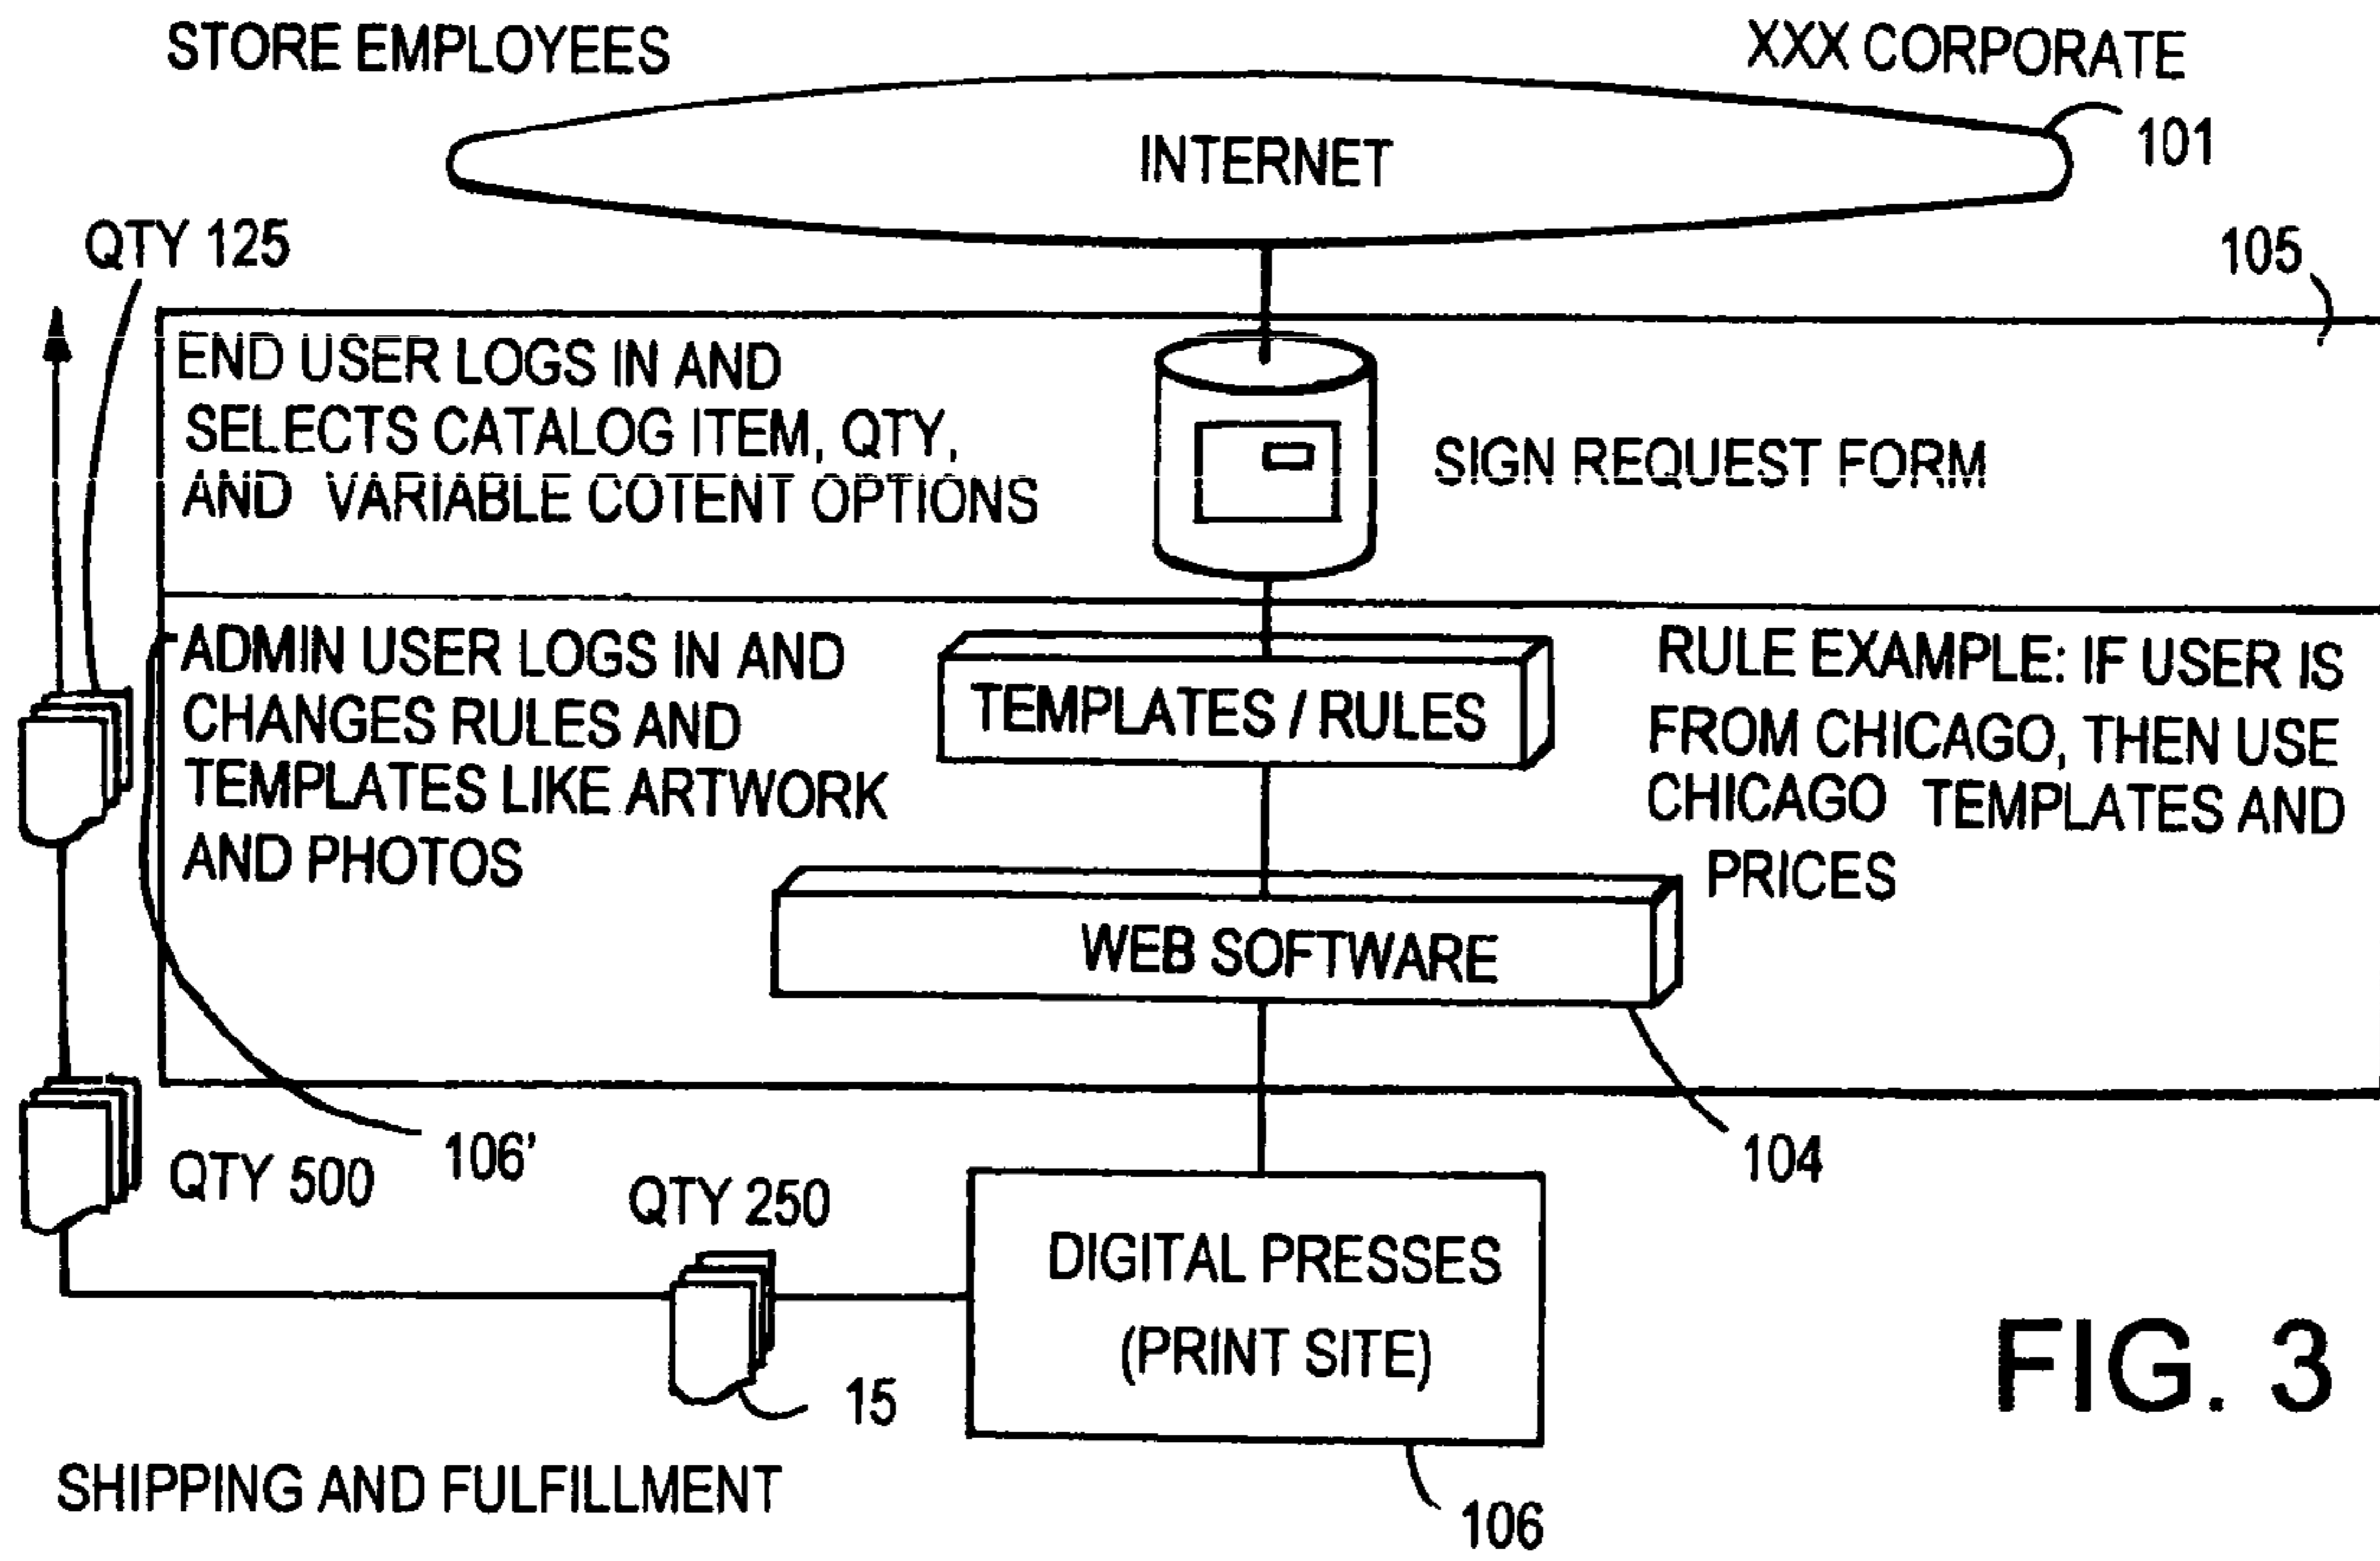 STORE EMPLOYEES
XXX CORPORATE
INTERNET
101
QTY 125
105
END USER LOGS IN AND
SELECTS CATALOG ITEM, QTY,
AND VARIABLE COTENT OPTIONS
SIGN REQUEST FORM
ADMIN USER LOGS IN AND
CHANGES RULES AND
TEMPLATES LIKE ARTWORK
AND PHOTOS
TEMPLATES / RULES
RULE EXAMPLE: IF USER IS
FROM CHICAGO, THEN USE
CHICAGO TEMPLATES AND
PRICES
WEB SOFTWARE
104
106'
QTY 500
QTY 250
DIGITAL PRESSES
(PRINT SITE)
15
106
SHIPPING AND FULFILLMENT
FIG. 3